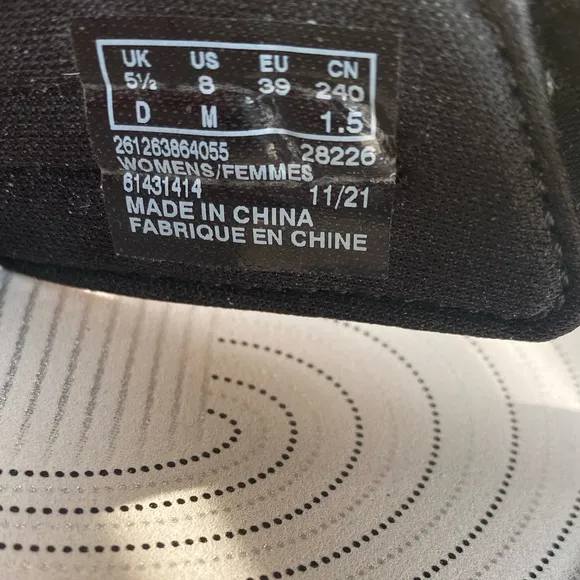 UK US EU CN
5½ 8 39 240
D M 1.5
261263864055 28226
WOMENS/FEMMES
61431414 11/21
MADE IN CHINA
FABRIQUE EN CHINE